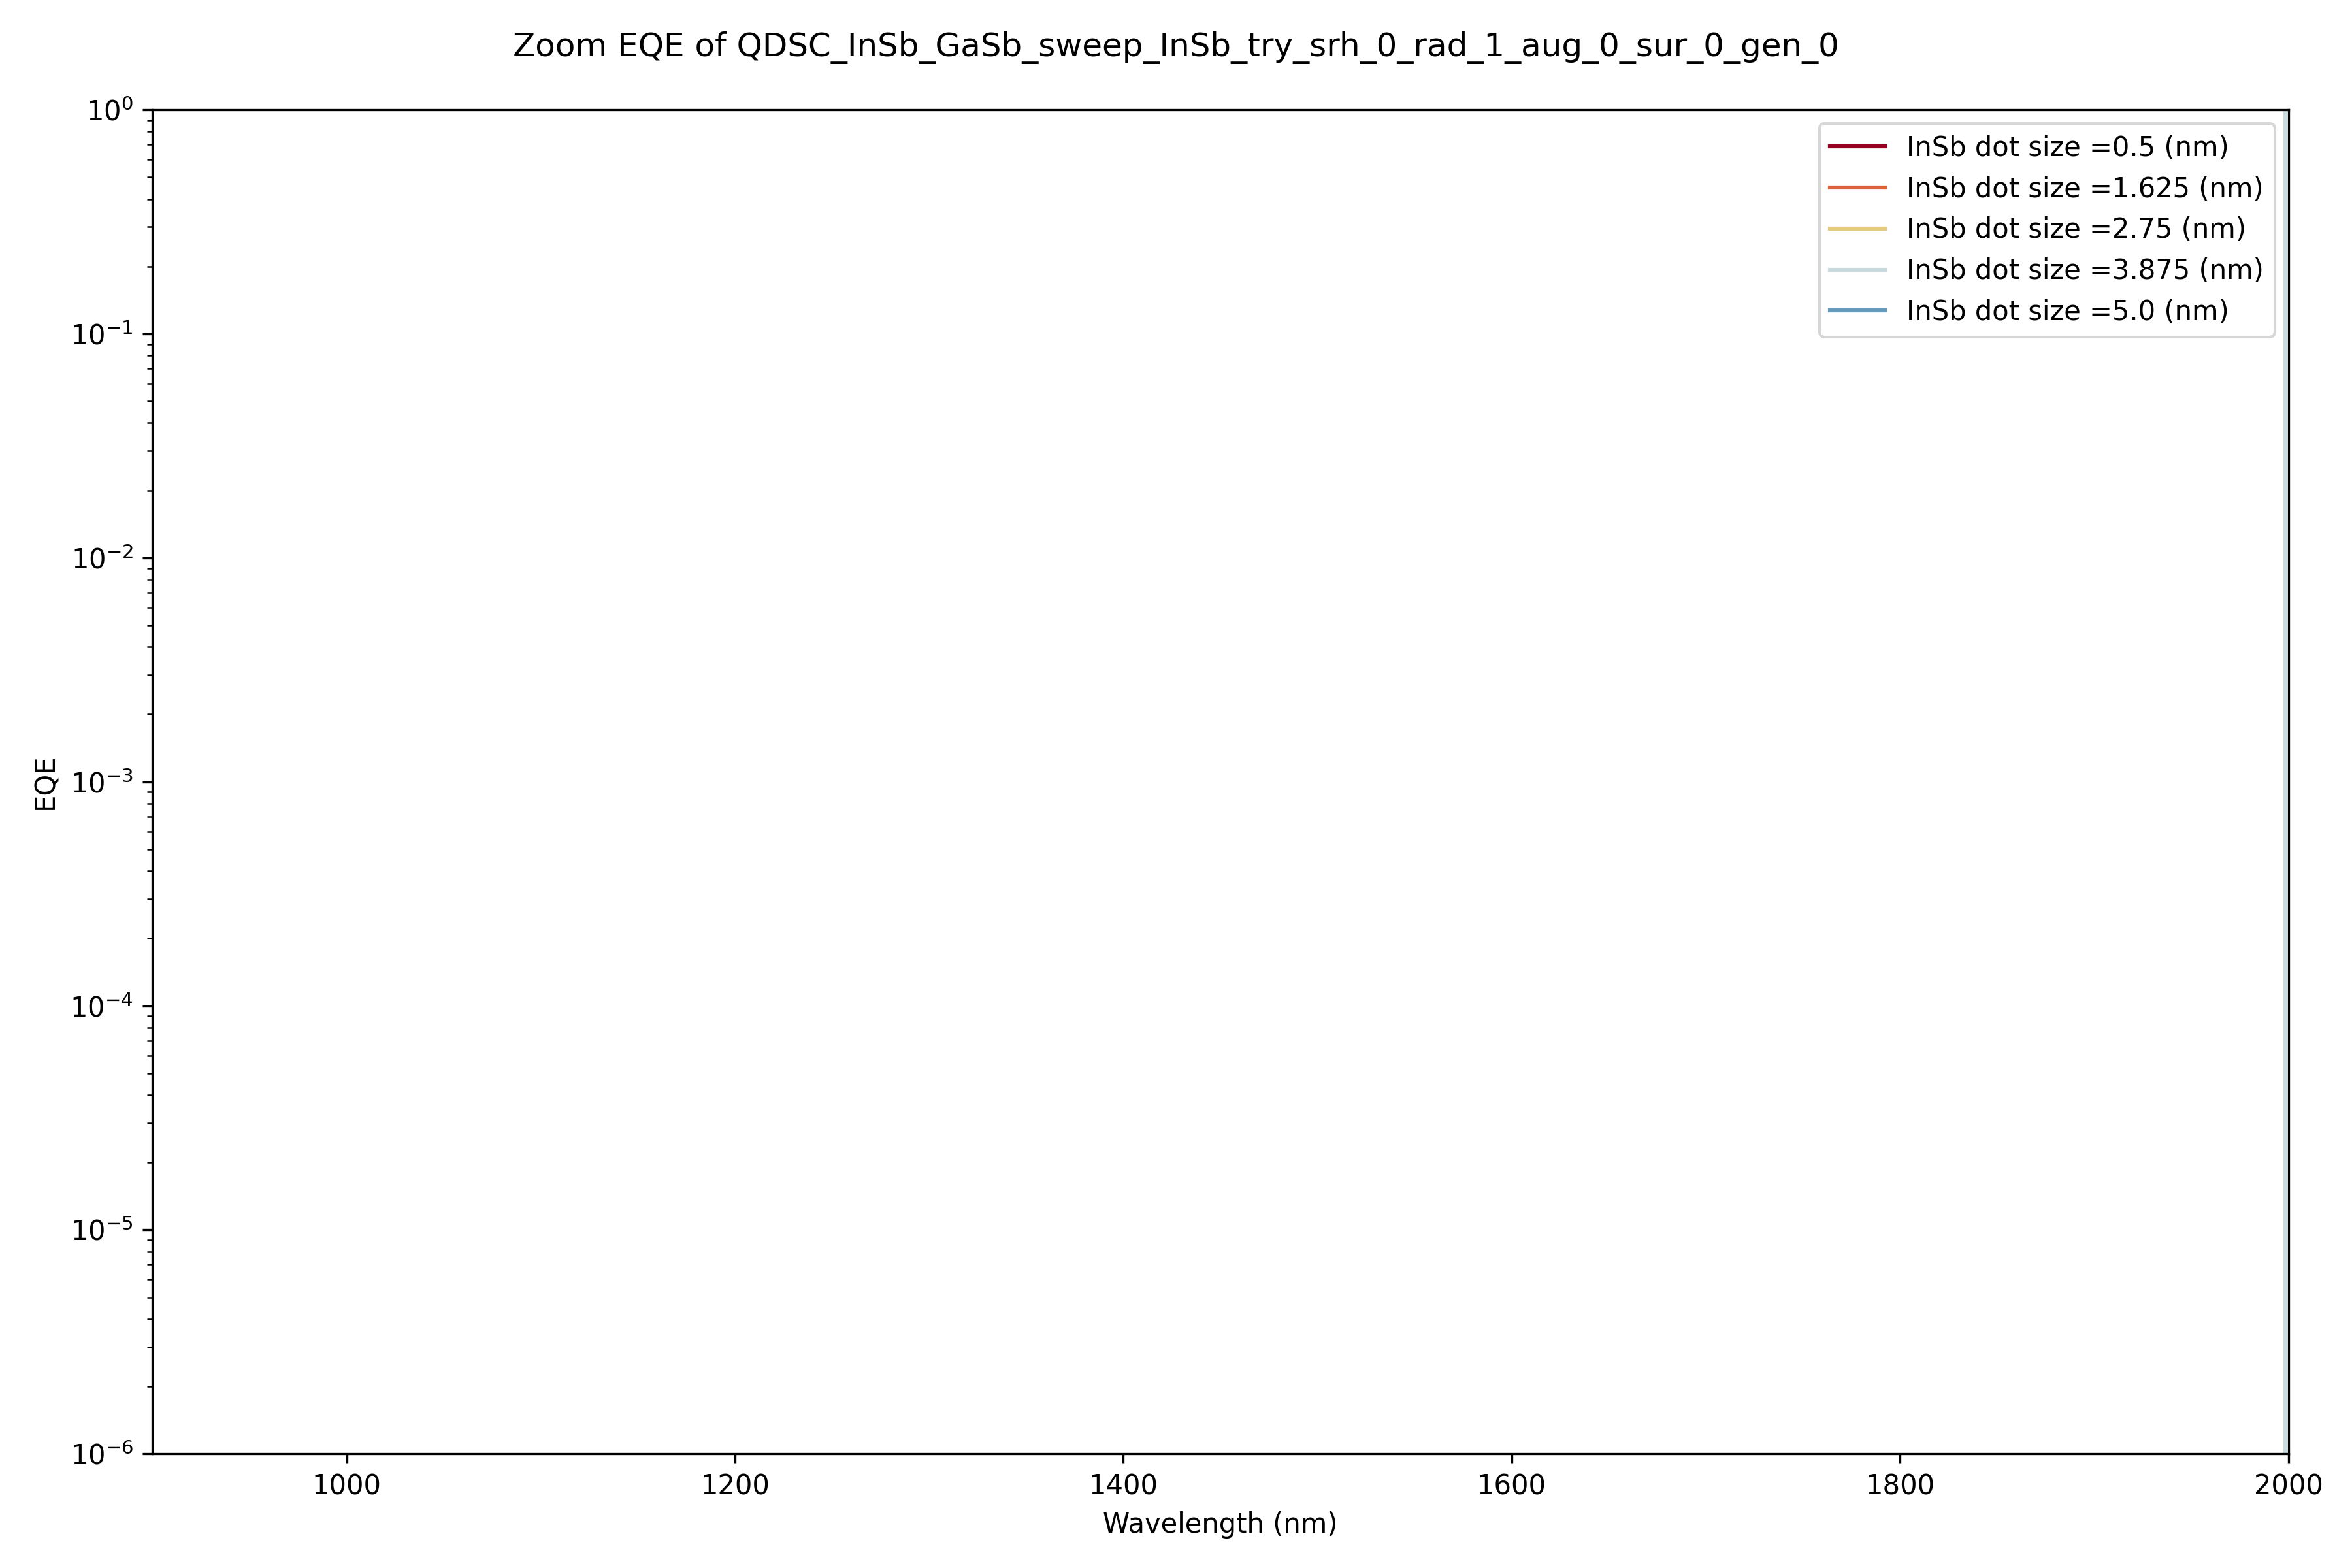 Zoom EQE of QDSC_InSb_GaSb_sweep_InSb_try_srh_0_rad_1_aug_0_sur_0_gen_0
InSb dot size =0.5 (nm)
InSb dot size =1.625 (nm)
InSb dot size =2.75 (nm)
InSb dot size =3.875 (nm)
InSb dot size =5.0 (nm)
10⁰
10⁻¹
10⁻²
10⁻³
10⁻⁴
10⁻⁵
10⁻⁶
EQE
1000 1200 1400 1600 1800 2000
Wavelength (nm)